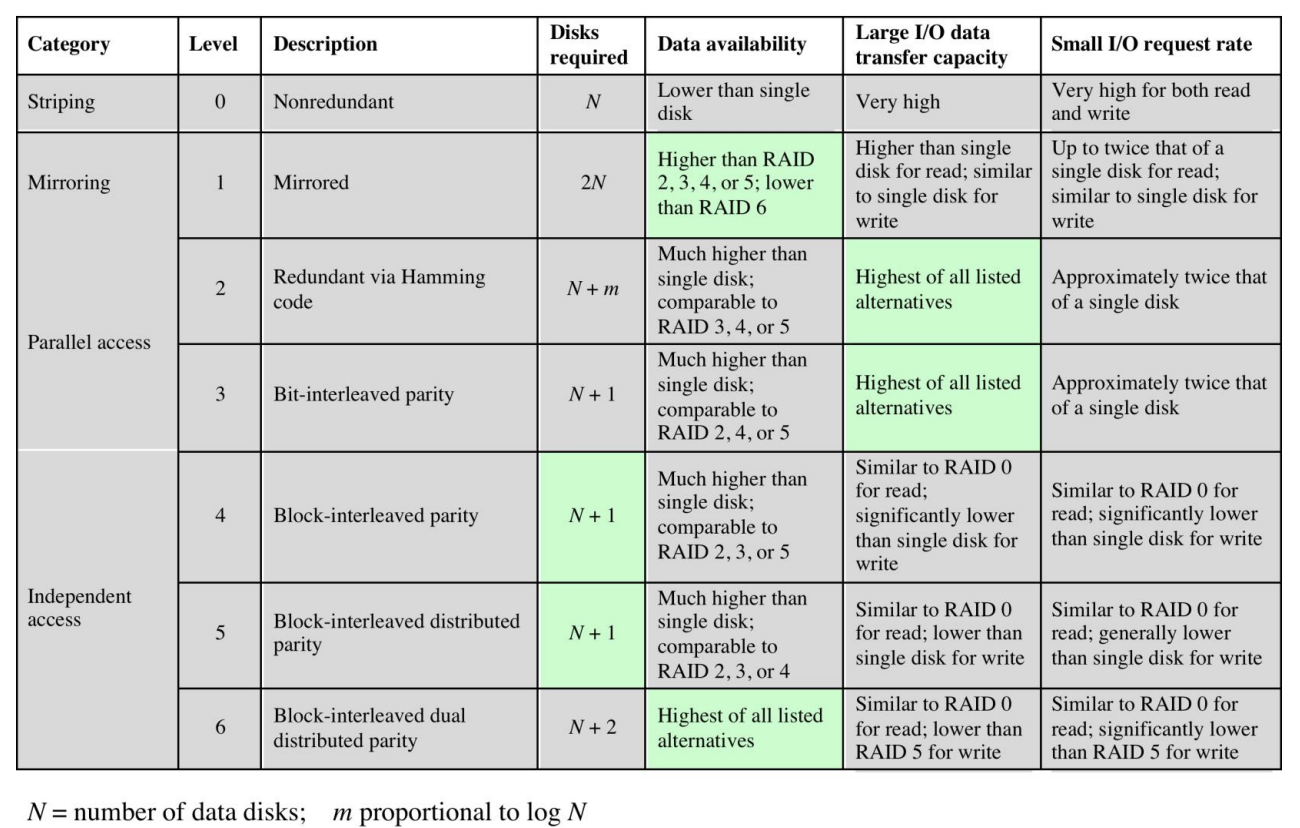 Category
Level
Description
Disks
required
Data availability
Large I/O data
transfer capacity
Small I/O request rate
Striping
0
Nonredundant
N
Lower than single
disk
Very high
Very high for both read
and write
Mirroring
1
Mirrored
2N
Higher than RAID
2, 3, 4, or 5; lower
than RAID 6
Higher than single
disk for read; similar
to single disk for
write
Up to twice that of a
single disk for read;
similar to single disk for
write
Parallel access
2
Redundant via Hamming
code
N + m
Much higher than
single disk;
comparable to
RAID 3, 4, or 5
Highest of all listed
alternatives
Approximately twice that
of a single disk
3
Bit-interleaved parity
N + 1
Much higher than
single disk;
comparable to
RAID 2, 4, or 5
Highest of all listed
alternatives
Approximately twice that
of a single disk
Independent
access
4
Block-interleaved parity
N + 1
Much higher than
single disk;
comparable to
RAID 2, 3, or 5
Similar to RAID 0
for read;
significantly lower
than single disk for
write
Similar to RAID 0 for
read; significantly lower
than single disk for write
5
Block-interleaved distributed
parity
N + 1
Much higher than
single disk;
comparable to
RAID 2, 3, or 4
Similar to RAID 0
for read; lower than
single disk for write
Similar to RAID 0 for
read; generally lower
than single disk for write
6
Block-interleaved dual
distributed parity
N + 2
Highest of all listed
alternatives
Similar to RAID 0
for read; lower than
RAID 5 for write
Similar to RAID 0 for
read; significantly lower
than RAID 5 for write
N = number of data disks; m proportional to log N